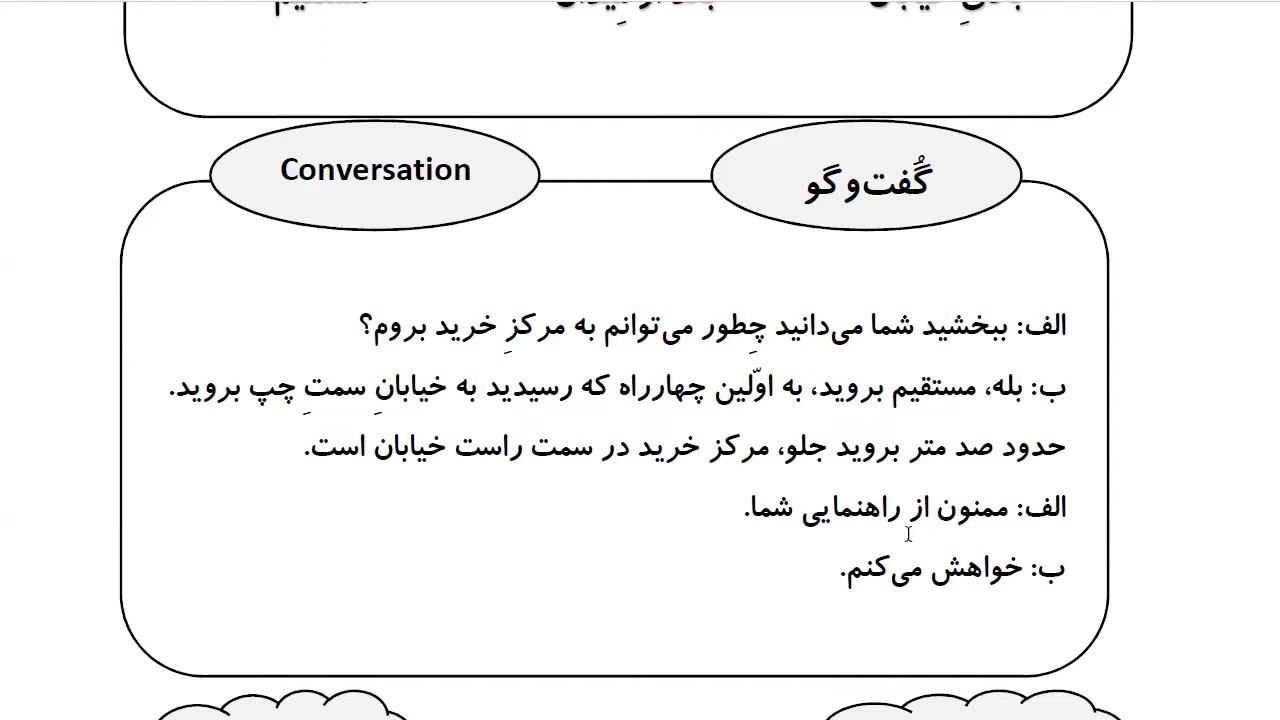 Conversation
گُفت‌و‌گو
الف: ببخشید شما می‌دانید چِطور می‌توانم به مرکزِ خرید بروم؟
ب: بله، مستقیم بروید، به اوّلین چهارراه که رسیدید به خیابانِ سمتِ چپ بروید.
حدود صد متر بروید جلو، مرکز خرید در سمت راست خیابان است.
الف: ممنون از راهنمایی شما.
ب: خواهش می‌کنم.